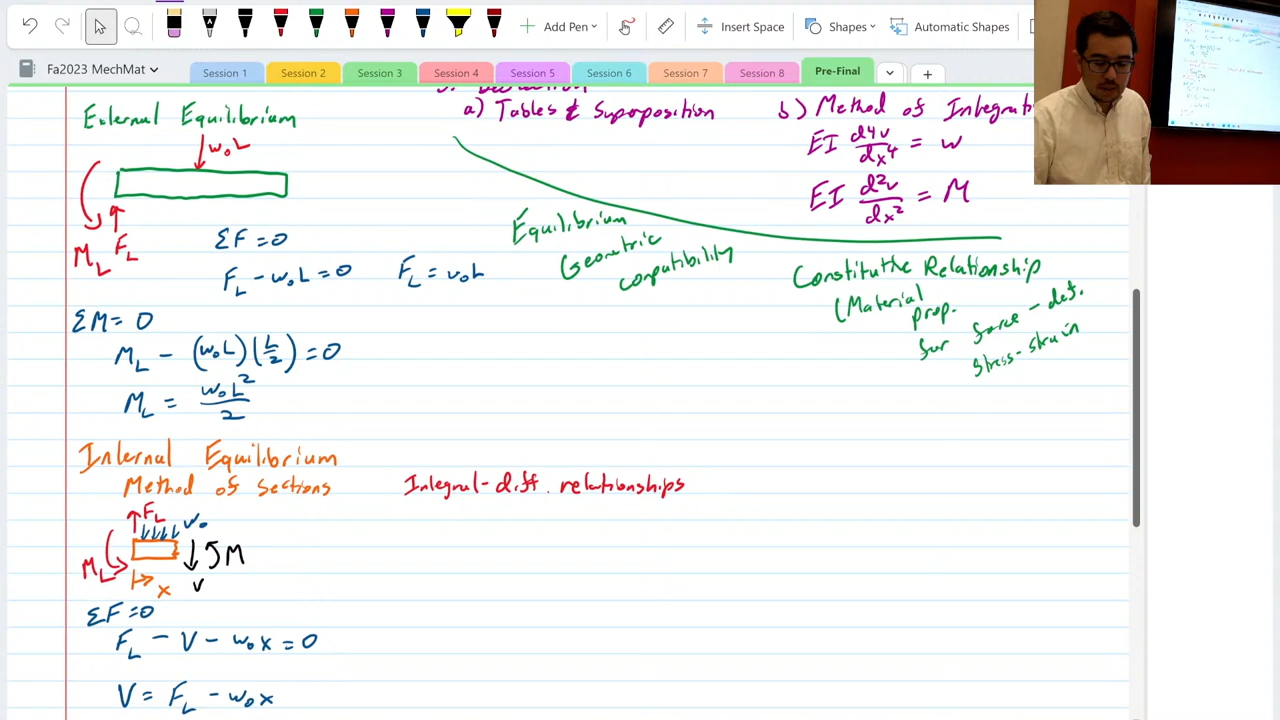 Add Pen
Insert Space
Shapes
Automatic Shapes
Fa2023 MechMat
Session 1
Session 2
Session 3
Session 4
Session 5
Session 6
Session 7
Session 8
Pre-Final
a) Tables & Superposition
b) Method of Integrati
EI d⁴v/dx⁴ = w
EI d²v/dx² = M
External Equilibrium
w₀L
M_L F_L
ΣF = 0
F_L - w₀L = 0 F_L = w₀L
ΣM = 0
M_L - (w₀L)(L/2) = 0
M_L = w₀L²/2
Equilibrium
Geometric
compatibility
Constitutive Relationship
(Material
prop.
for force - def.
stress - strain
Internal Equilibrium
Method of Sections
Integral-diff. relationships
F_L
w₀
M_L
x
M
V
ΣF = 0
F_L - V - w₀x = 0
V = F_L - w₀x